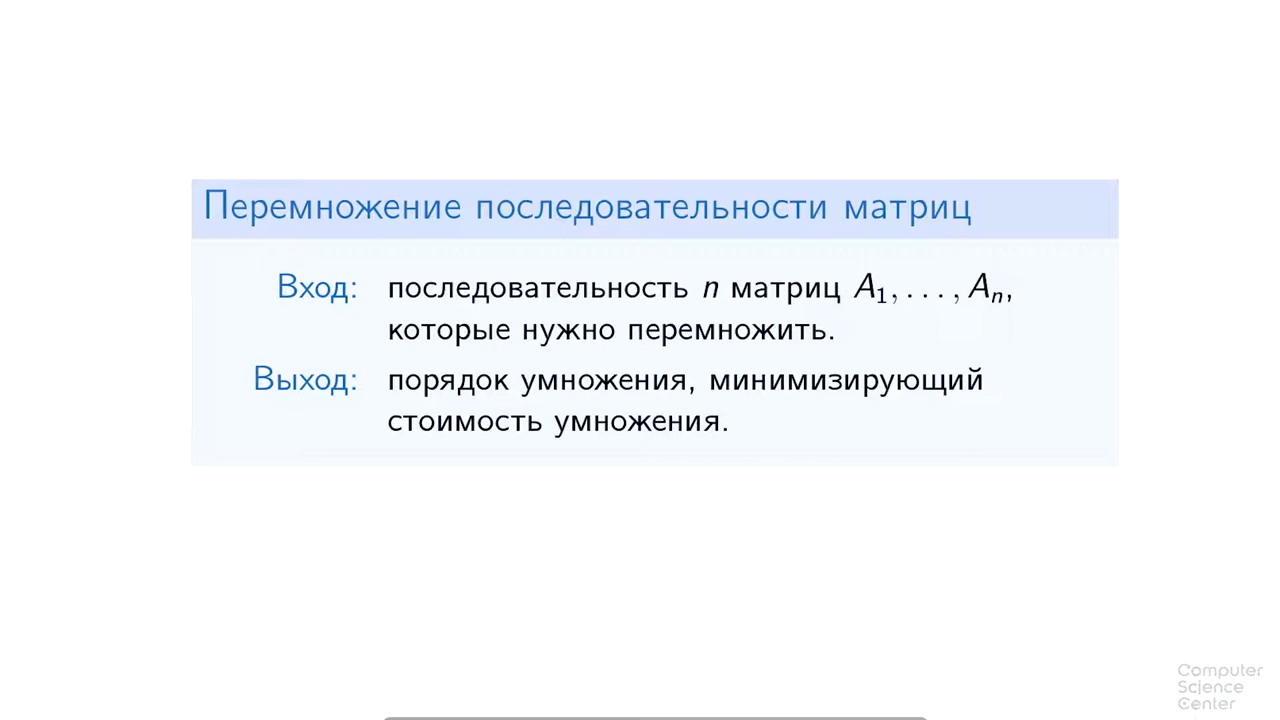 Перемножение последовательности матриц
Вход: последовательность n матриц A₁, . . . , Aₙ,
которые нужно перемножить.
Выход: порядок умножения, минимизирующий
стоимость умножения.
Computer
Science
Center